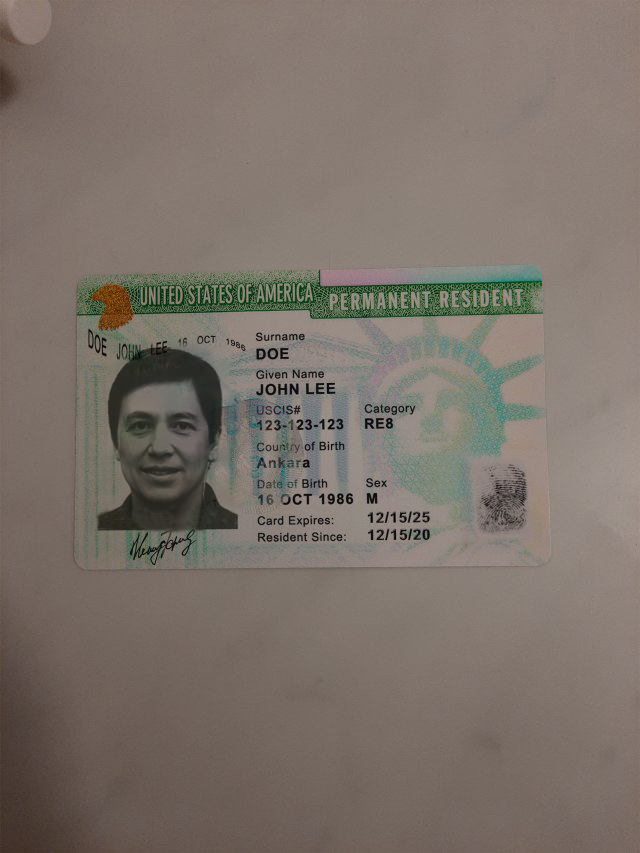 UNITED STATES OF AMERICA
PERMANENT RESIDENT
DOE JOHN LEE 16 OCT 1986
Surname
DOE
Given Name
JOHN LEE
USCIS# Category
123-123-123 RE8
Country of Birth
Ankara
Date of Birth Sex
16 OCT 1986 M
Card Expires: 12/15/25
Resident Since: 12/15/20